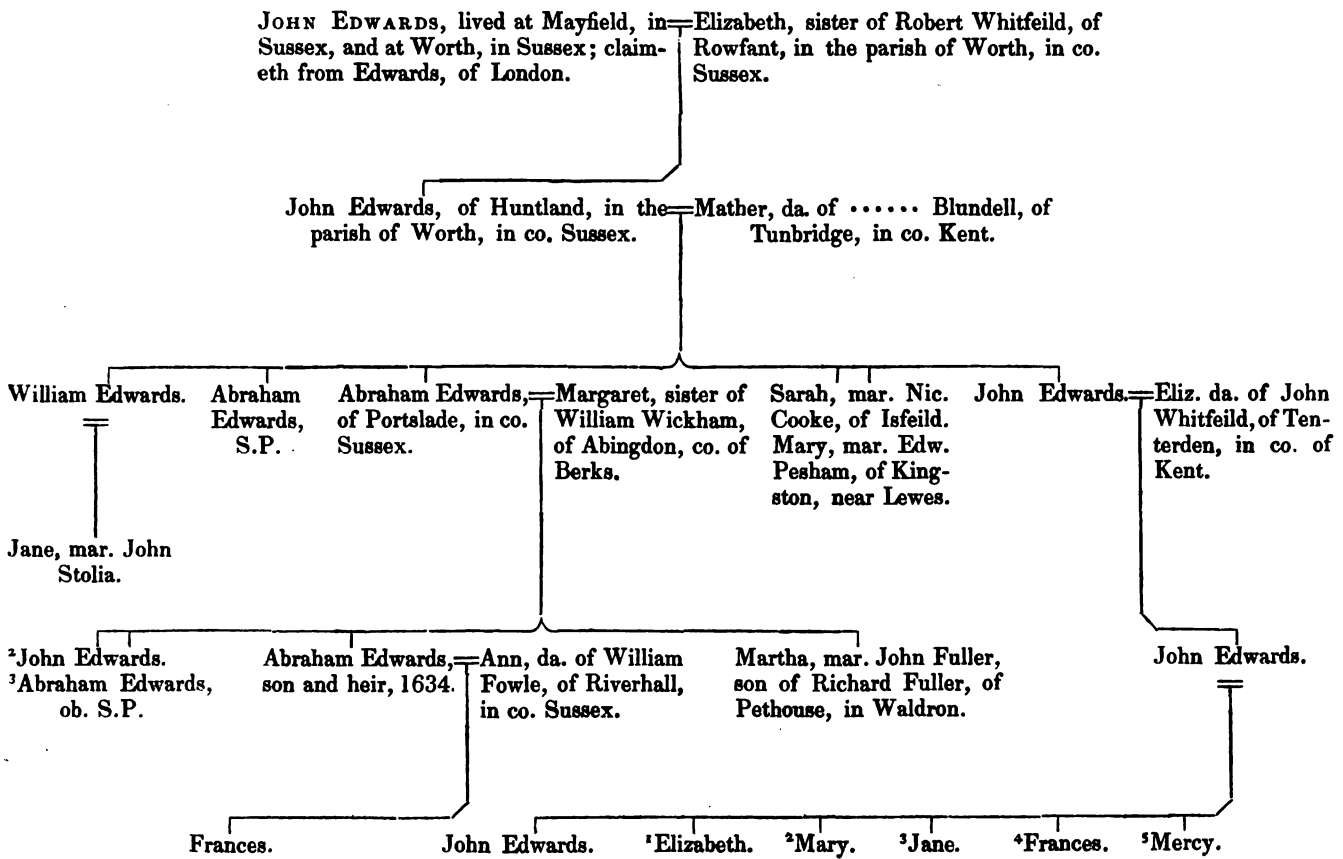 JOHN EDWARDS, lived at Mayfield, in
Sussex, and at Worth, in Sussex; claim-
eth from Edwards, of London.
Elizabeth, sister of Robert Whitfeild, of
Rowfant, in the parish of Worth, in co.
Sussex.
John Edwards, of Huntland, in the
parish of Worth, in co. Sussex.
Mather, da. of ...... Blundell, of
Tunbridge, in co. Kent.
William Edwards.
Abraham
Edwards,
S.P.
Abraham Edwards,
of Portslade, in co.
Sussex.
Margaret, sister of
William Wickham,
of Abingdon, co. of
Berks.
Sarah, mar. Nic.
Cooke, of Isfeild.
Mary, mar. Edw.
Pesham, of King-
ston, near Lewes.
John Edwards.
Eliz. da. of John
Whitfeild, of Ten-
terden, in co. of
Kent.
Jane, mar. John
Stolia.
²John Edwards.
³Abraham Edwards,
ob. S.P.
Abraham Edwards,
son and heir, 1634.
Ann, da. of William
Fowle, of Riverhall,
in co. Sussex.
Martha, mar. John Fuller,
son of Richard Fuller, of
Pethouse, in Waldron.
John Edwards.
Frances.
John Edwards.
¹Elizabeth.
²Mary.
³Jane.
⁴Frances.
⁵Mercy.